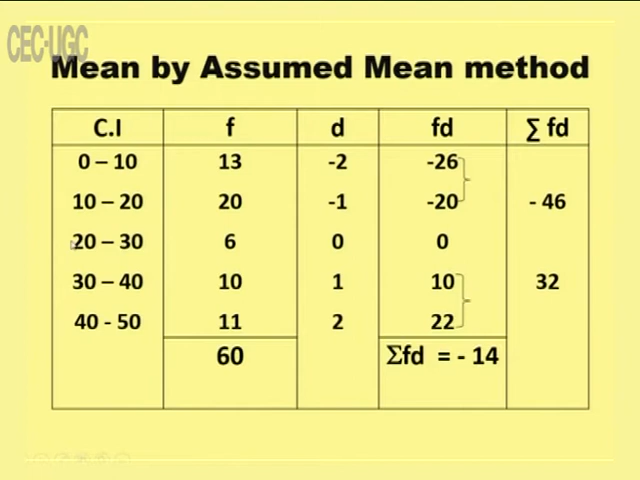 CEC-UGC
Mean by Assumed Mean method
C.I f d fd ∑ fd
0 – 10 13 -2 -26
10 – 20 20 -1 -20 - 46
20 – 30 6 0 0
30 – 40 10 1 10 32
40 - 50 11 2 22
60 Σfd = - 14